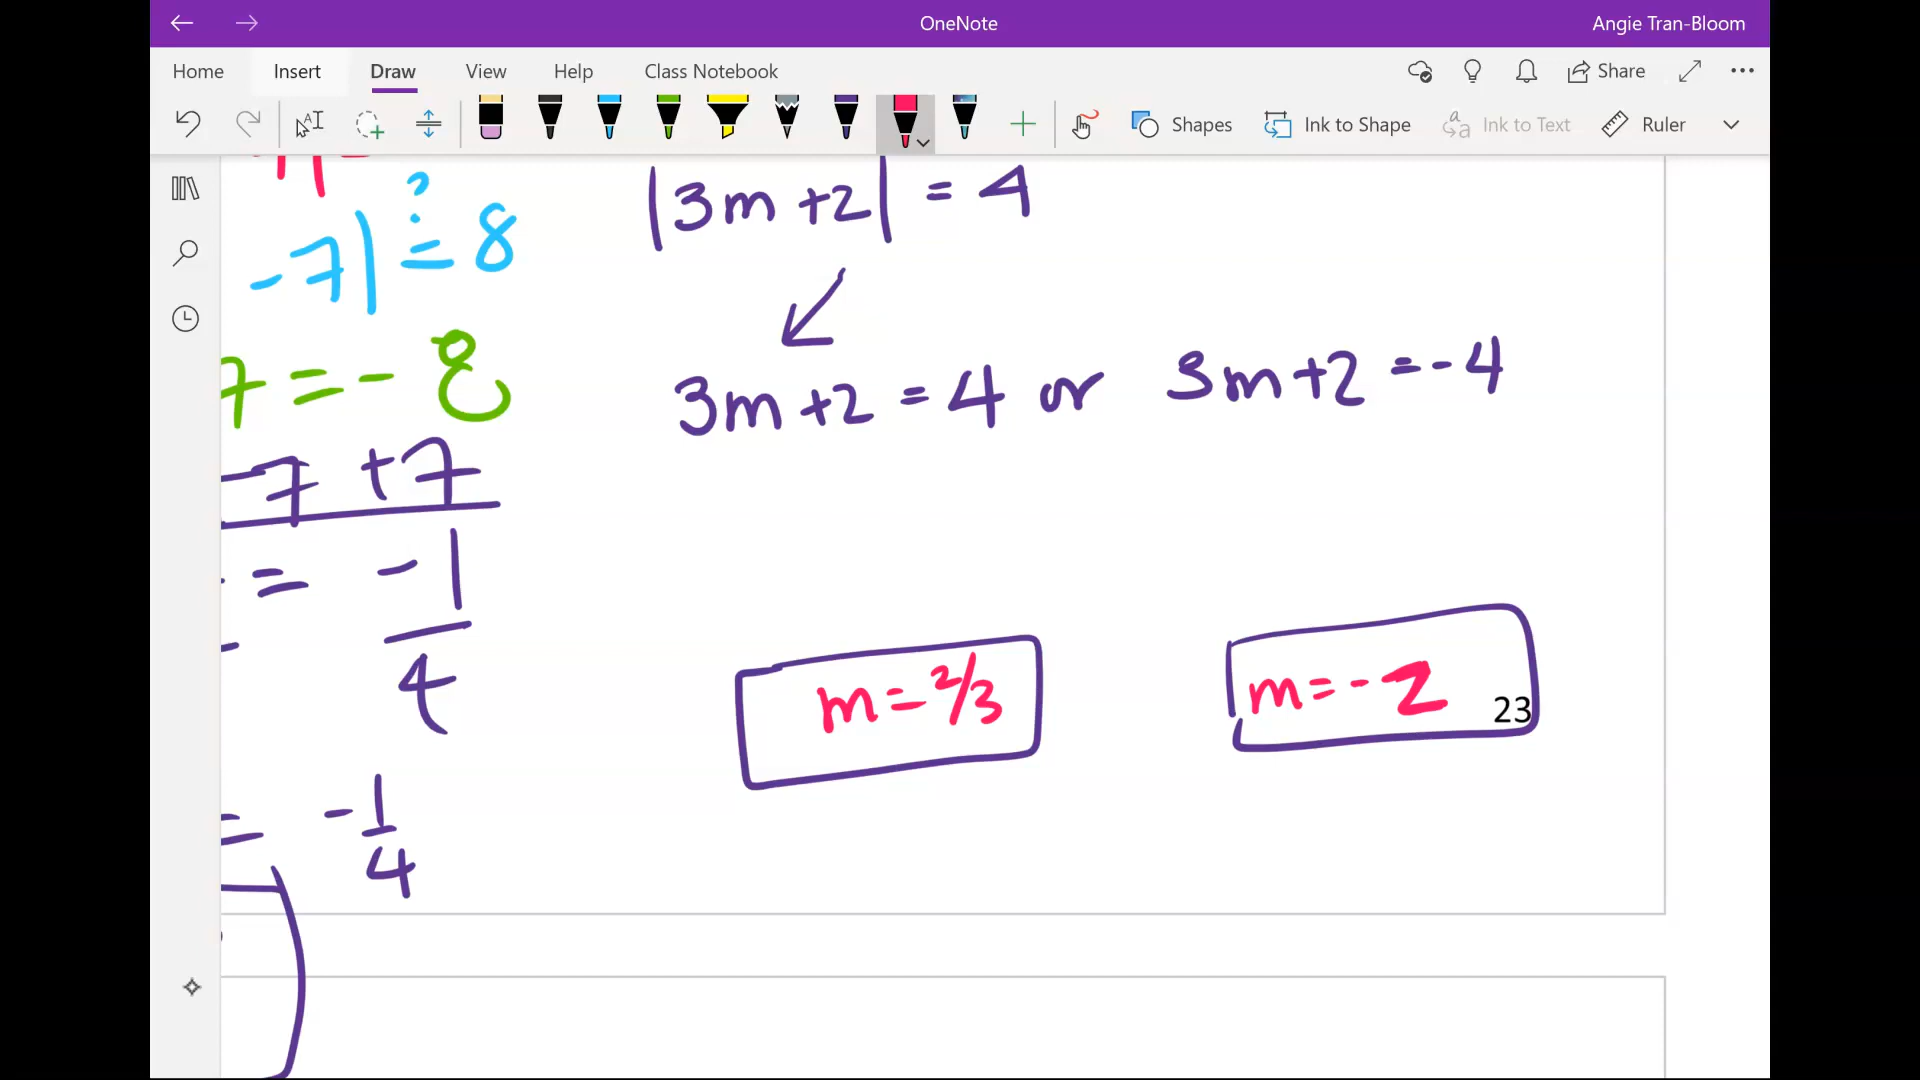 OneNote
Angie Tran-Bloom
Home Insert Draw View Help Class Notebook Share
Shapes Ink to Shape Ink to Text Ruler
-7| ≟ 8
7 = - 8
-7 +7
= -1/4
= -1/4
|3m+2| = 4
3m+2 = 4 or 3m+2 = -4
m = 2/3
m = -2
23